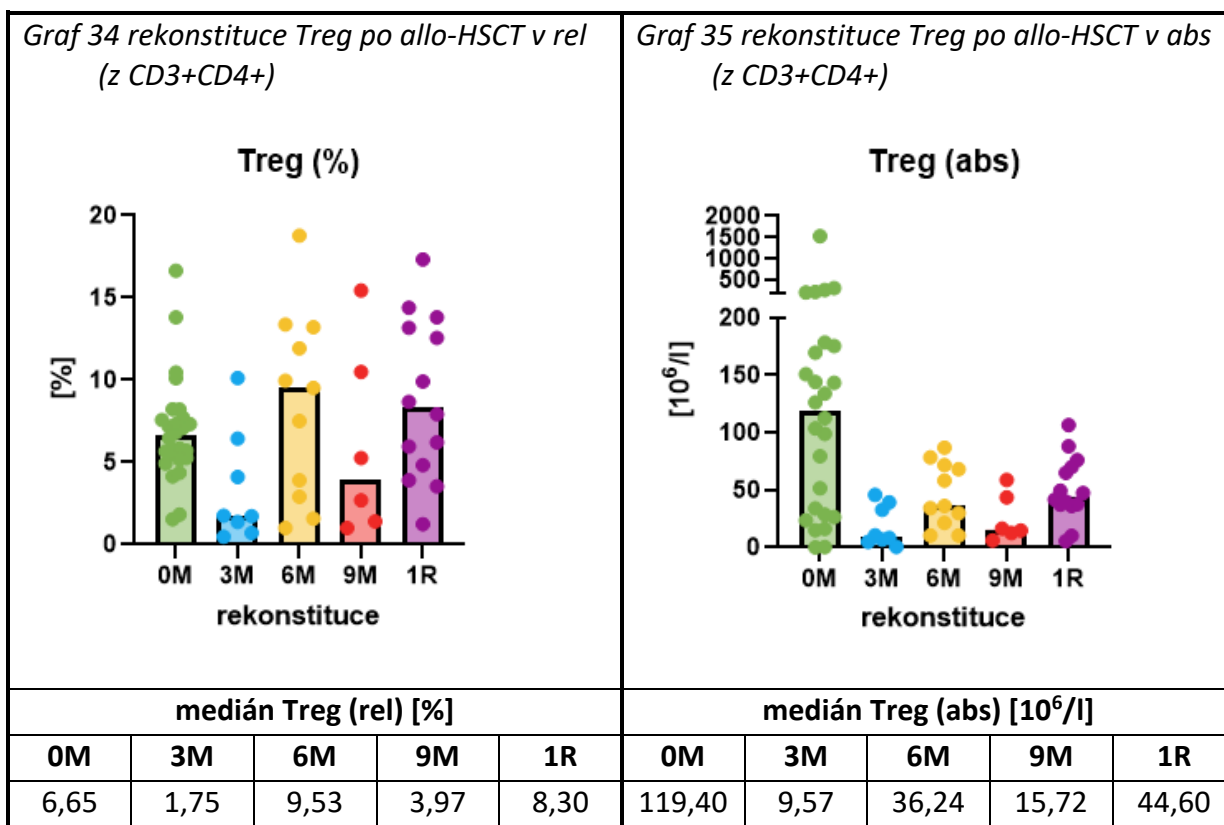 Graf 34 rekonstituce Treg po allo-HSCT v rel
(z CD3+CD4+)
Treg (%)
20
15
10
5
0
[%]
0M 3M 6M 9M 1R
rekonstituce
Graf 35 rekonstituce Treg po allo-HSCT v abs
(z CD3+CD4+)
Treg (abs)
2000
1500
1000
500
200
150
100
50
0
[10⁶/l]
0M 3M 6M 9M 1R
rekonstituce
medián Treg (rel) [%] medián Treg (abs) [10⁶/l]
0M 3M 6M 9M 1R 0M 3M 6M 9M 1R
6,65 1,75 9,53 3,97 8,30 119,40 9,57 36,24 15,72 44,60